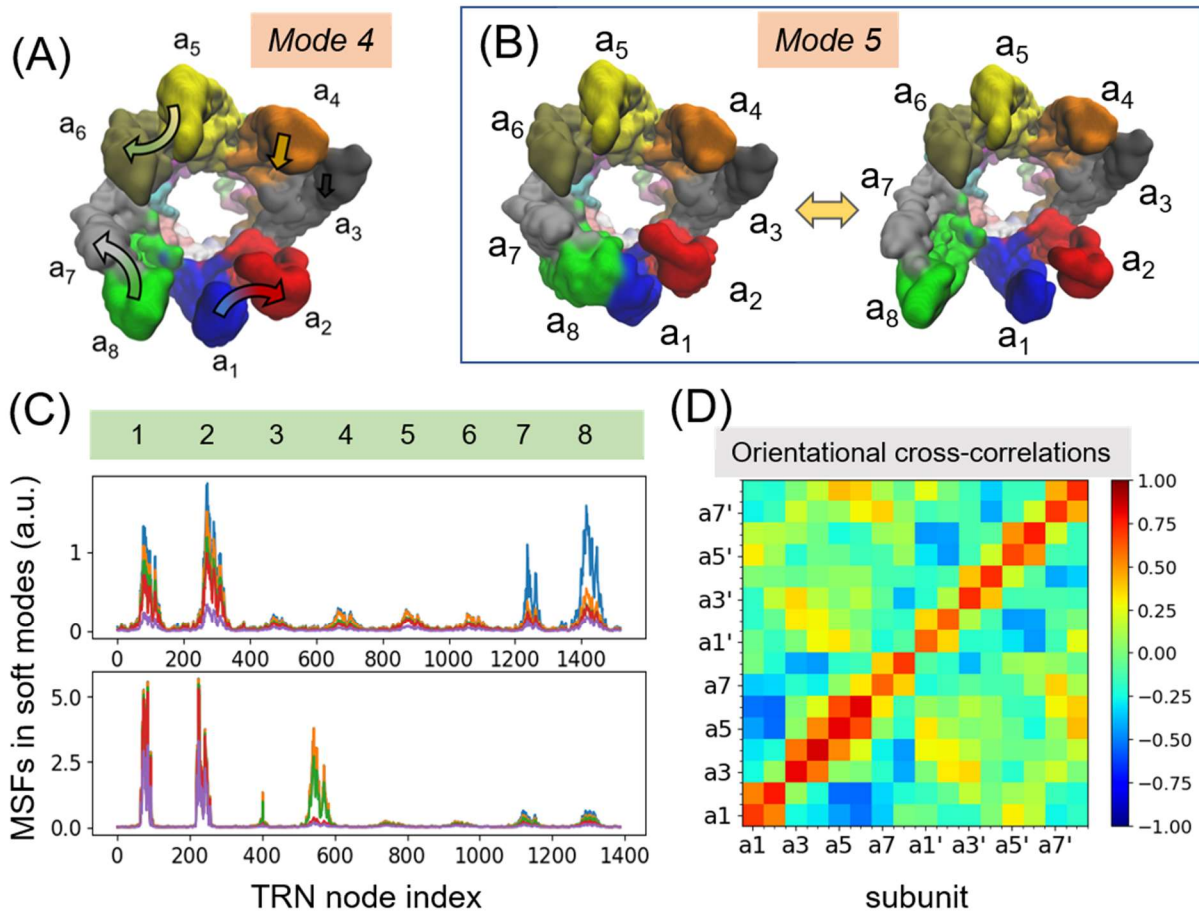 (A)
Mode 4
a5
a4
a6
a3
a7
a2
a8
a1
(B)
Mode 5
a5
a5
a6
a4
a6
a4
a7
a3
a7
a3
a2
a2
a8
a1
a8
a1
(C)
1 2 3 4 5 6 7 8
MSFs in soft modes (a.u.)
1
0
0 200 400 600 800 1000 1200 1400
5.0
2.5
0.0
0 200 400 600 800 1000 1200 1400
TRN node index
(D)
Orientational cross-correlations
a7'
a5'
a3'
a1'
a7
a5
a3
a1
a1 a3 a5 a7 a1' a3' a5' a7'
subunit
1.00
0.75
0.50
0.25
0.00
−0.25
−0.50
−0.75
−1.00